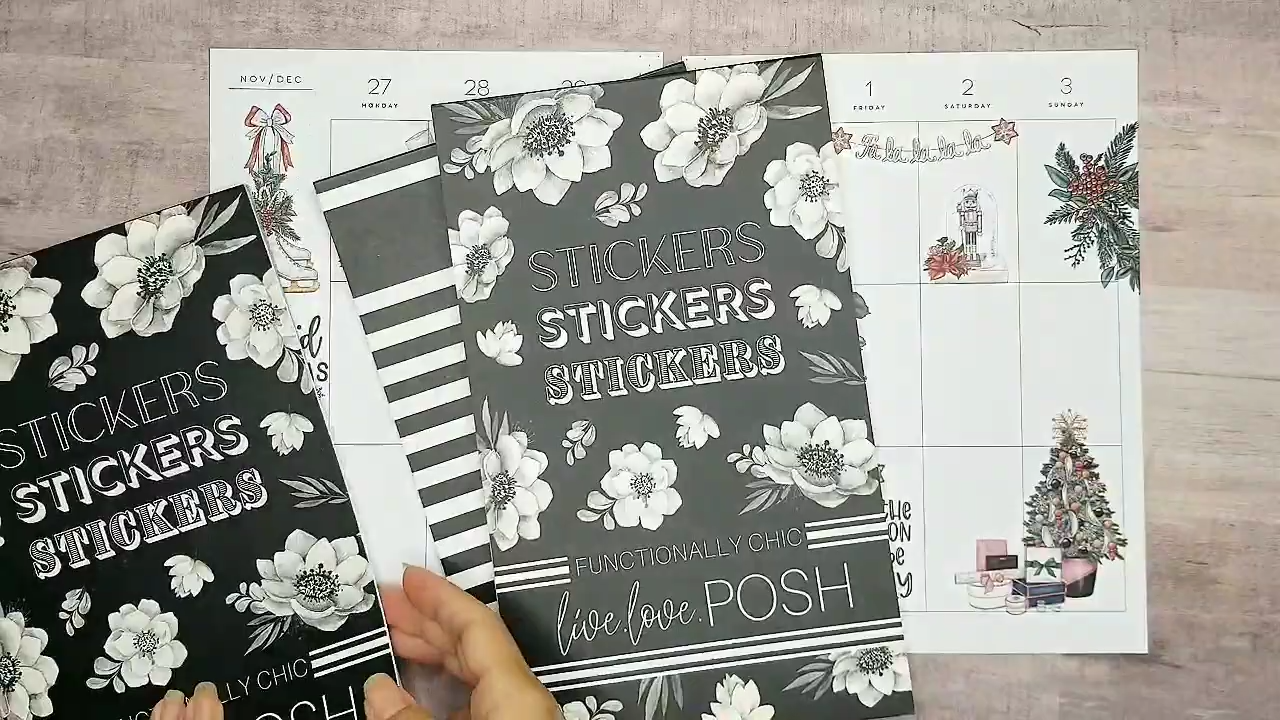 NOV/DEC
27
MONDAY
28
1
FRIDAY
2
SATURDAY
3
SUNDAY
Fa la la la la
STICKERS
STICKERS
STICKERS
FUNCTIONALLY CHIC
live.love.POSH
STICKERS
STICKERS
STICKERS
LLY CHIC
OSH